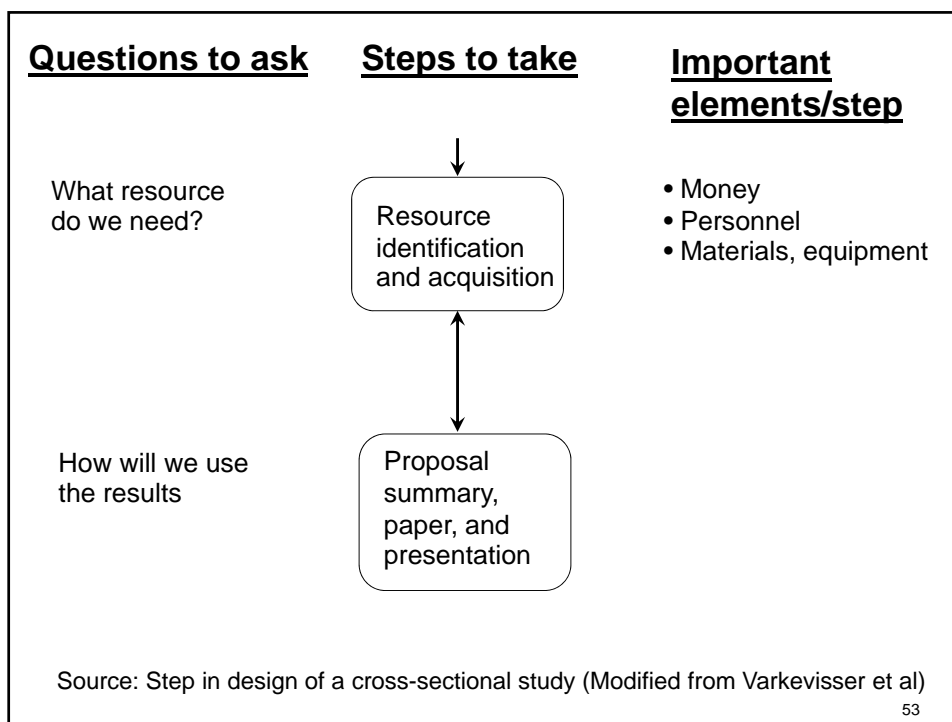 Questions to ask
Steps to take
Important
elements/step
What resource
do we need?
Resource
identification
and acquisition
• Money
• Personnel
• Materials, equipment
How will we use
the results
Proposal
summary,
paper, and
presentation
Source: Step in design of a cross-sectional study (Modified from Varkevisser et al)
53